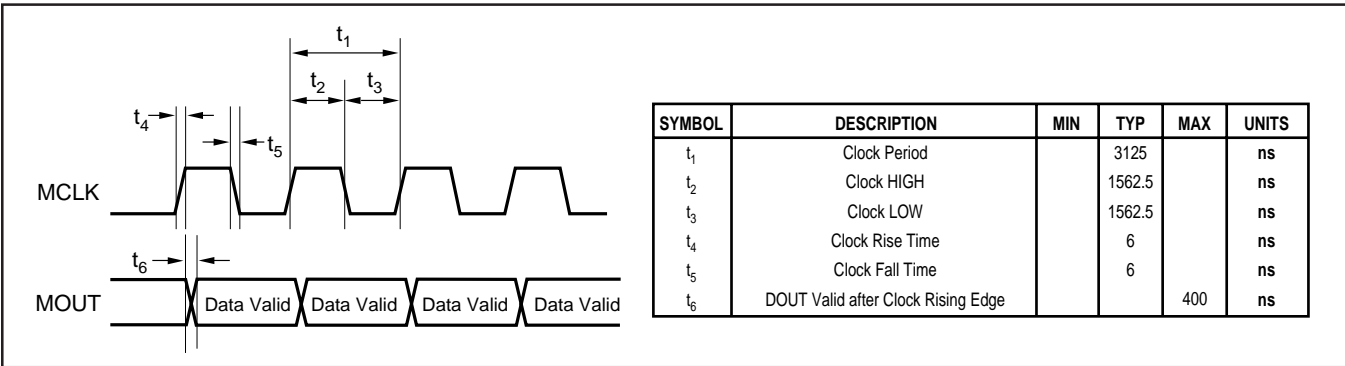 t1
t2 t3
t4
t5
MCLK
t6
MOUT Data Valid Data Valid Data Valid Data Valid
SYMBOL DESCRIPTION MIN TYP MAX UNITS
t1 Clock Period 3125 ns
t2 Clock HIGH 1562.5 ns
t3 Clock LOW 1562.5 ns
t4 Clock Rise Time 6 ns
t5 Clock Fall Time 6 ns
t6 DOUT Valid after Clock Rising Edge 400 ns